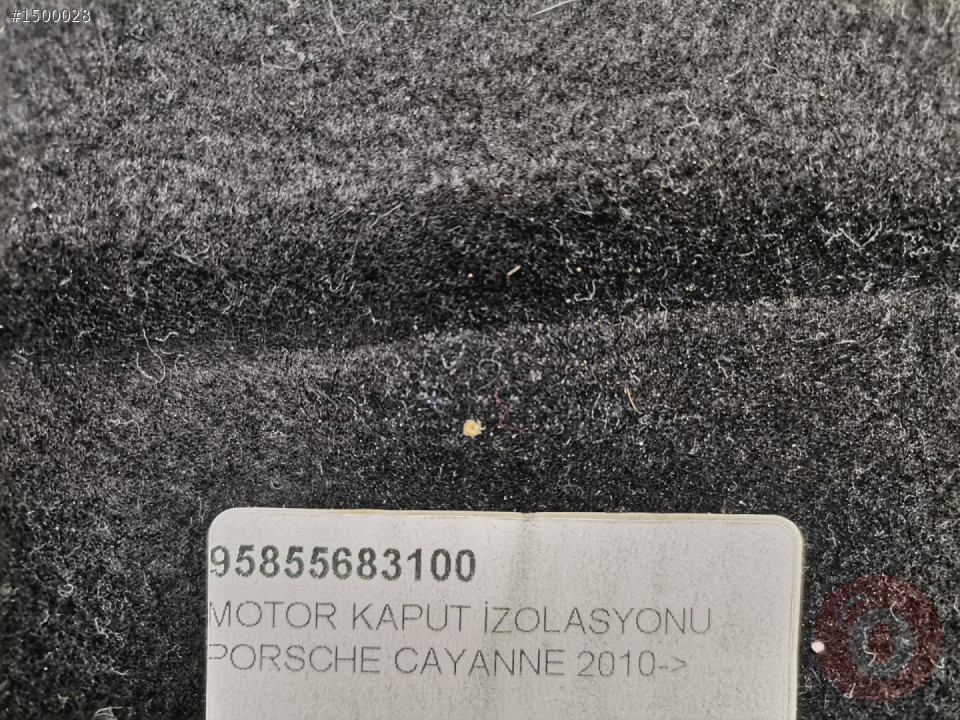 #1500028
95855683100
MOTOR KAPUT İZOLASYONU
PORSCHE CAYANNE 2010->